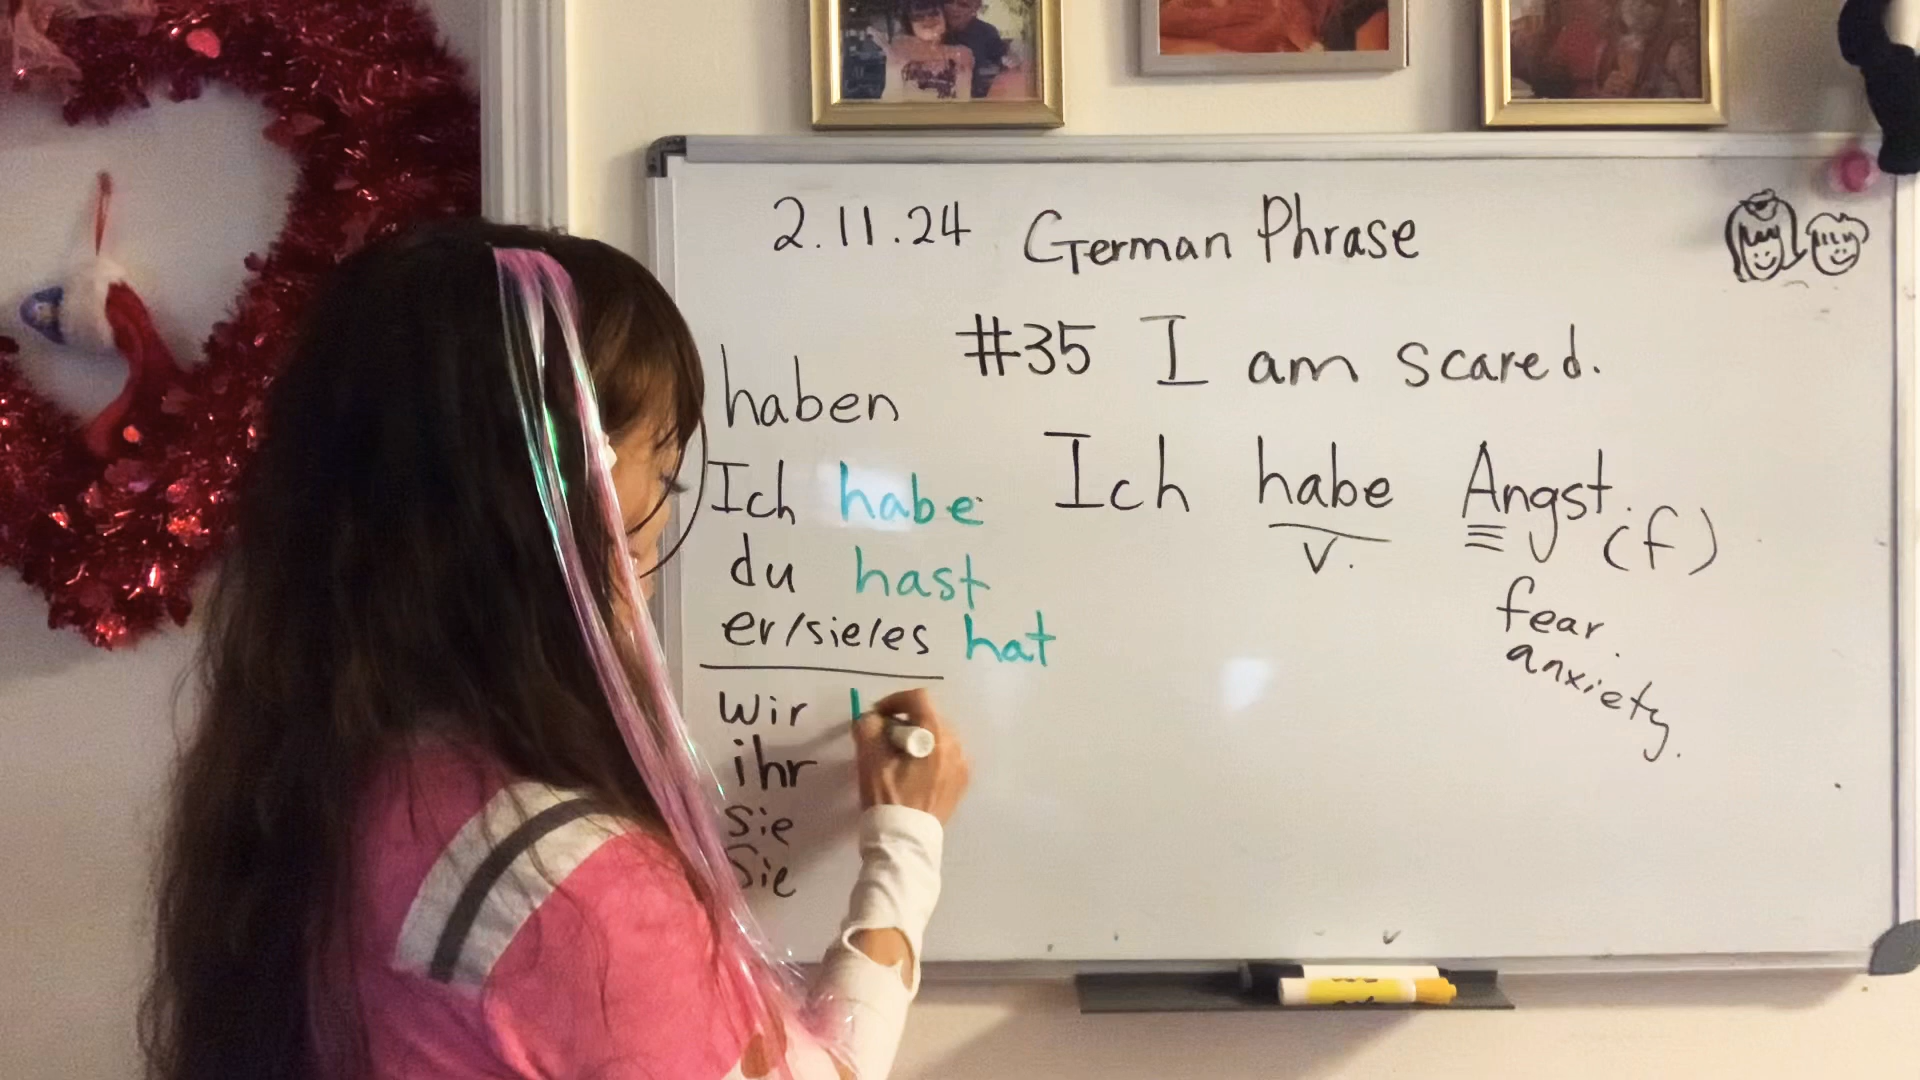 2.11.24 German Phrase
#35 I am scared.
haben
Ich habe
du hast
er/sie/es hat
wir h
ihr
sie
Sie
Ich habe Angst.
v. (f)
fear.
anxiety.